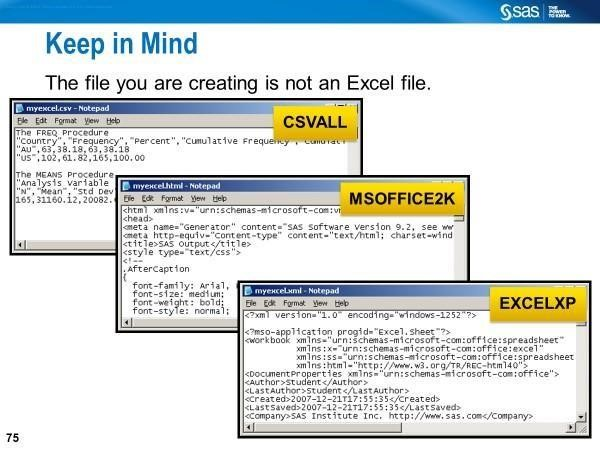 sas THE POWER TO KNOW.
Keep in Mind
The file you are creating is not an Excel file.
myexcel.csv - Notepad
CSVALL
File Edit Format View Help
The FREQ Procedure
"Country","Frequency","Percent","Cumulative Frequency",
"AU",63,38.18,63,38.18
"US",102,61.82,165,100.00
The MEANS Procedure
"Analysis Variable
"N","Mean","Std Dev
165,31160.12,20082.
myexcel.html - Notepad
MSOFFICE2K
File Edit Format View Help
<html xmlns:v="urn:schemas-microsoft-com:
<head>
<meta name="Generator" content="SAS Software Version 9.2, see ww
<meta http-equiv="Content-type" content="text/html; charset=wind
<title>SAS Output</title>
<style type="text/css">
<!--
.AfterCaption
{
font-family: Arial,
font-size: medium;
font-weight: bold;
font-style: normal;
myexcel.xml - Notepad
EXCELXP
File Edit Format View Help
<?xml version="1.0" encoding="windows-1252"?>
<?mso-application progid="Excel.Sheet"?>
<Workbook xmlns="urn:schemas-microsoft-com:office:spreadsheet"
xmlns:x="urn:schemas-microsoft-com:office:excel"
xmlns:ss="urn:schemas-microsoft-com:office:spreadsheet
xmlns:html="http://www.w3.org/TR/REC-html40">
<DocumentProperties xmlns="urn:schemas-microsoft-com:office">
<Author>Student</Author>
<LastAuthor>Student</LastAuthor>
<Created>2007-12-21T17:55:35</Created>
<LastSaved>2007-12-21T17:55:35</LastSaved>
<Company>SAS Institute Inc. http://www.sas.com</Company>
75